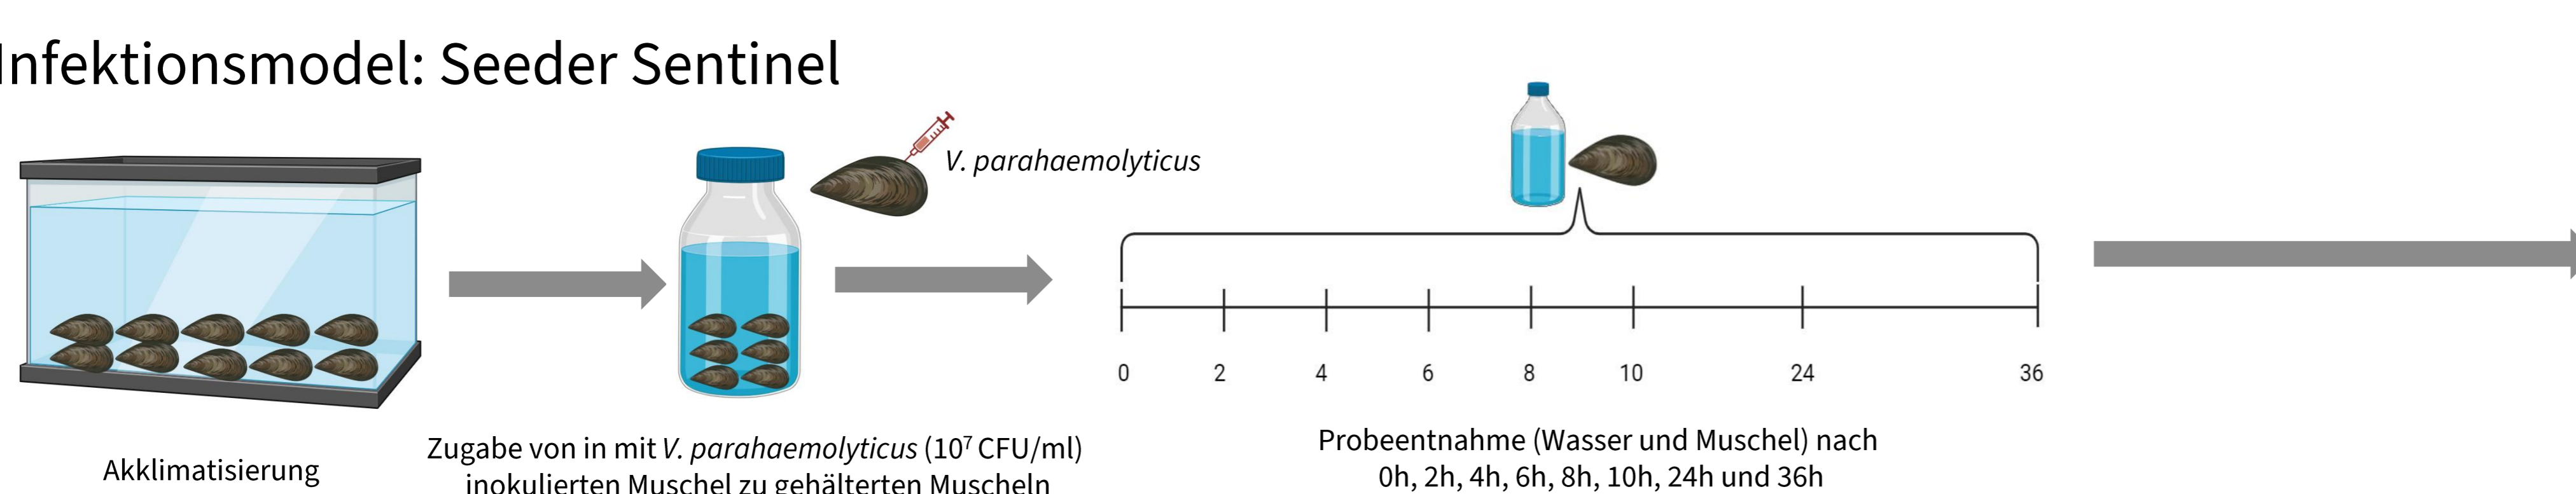 Infektionsmodel: Seeder Sentinel
V. parahaemolyticus
0 2 4 6 8 10 24 36
Akklimatisierung
Zugabe von in mit V. parahaemolyticus (10⁷ CFU/ml)
inokulierten Muschel zu gehälterten Muscheln
Probeentnahme (Wasser und Muschel) nach
0h, 2h, 4h, 6h, 8h, 10h, 24h und 36h